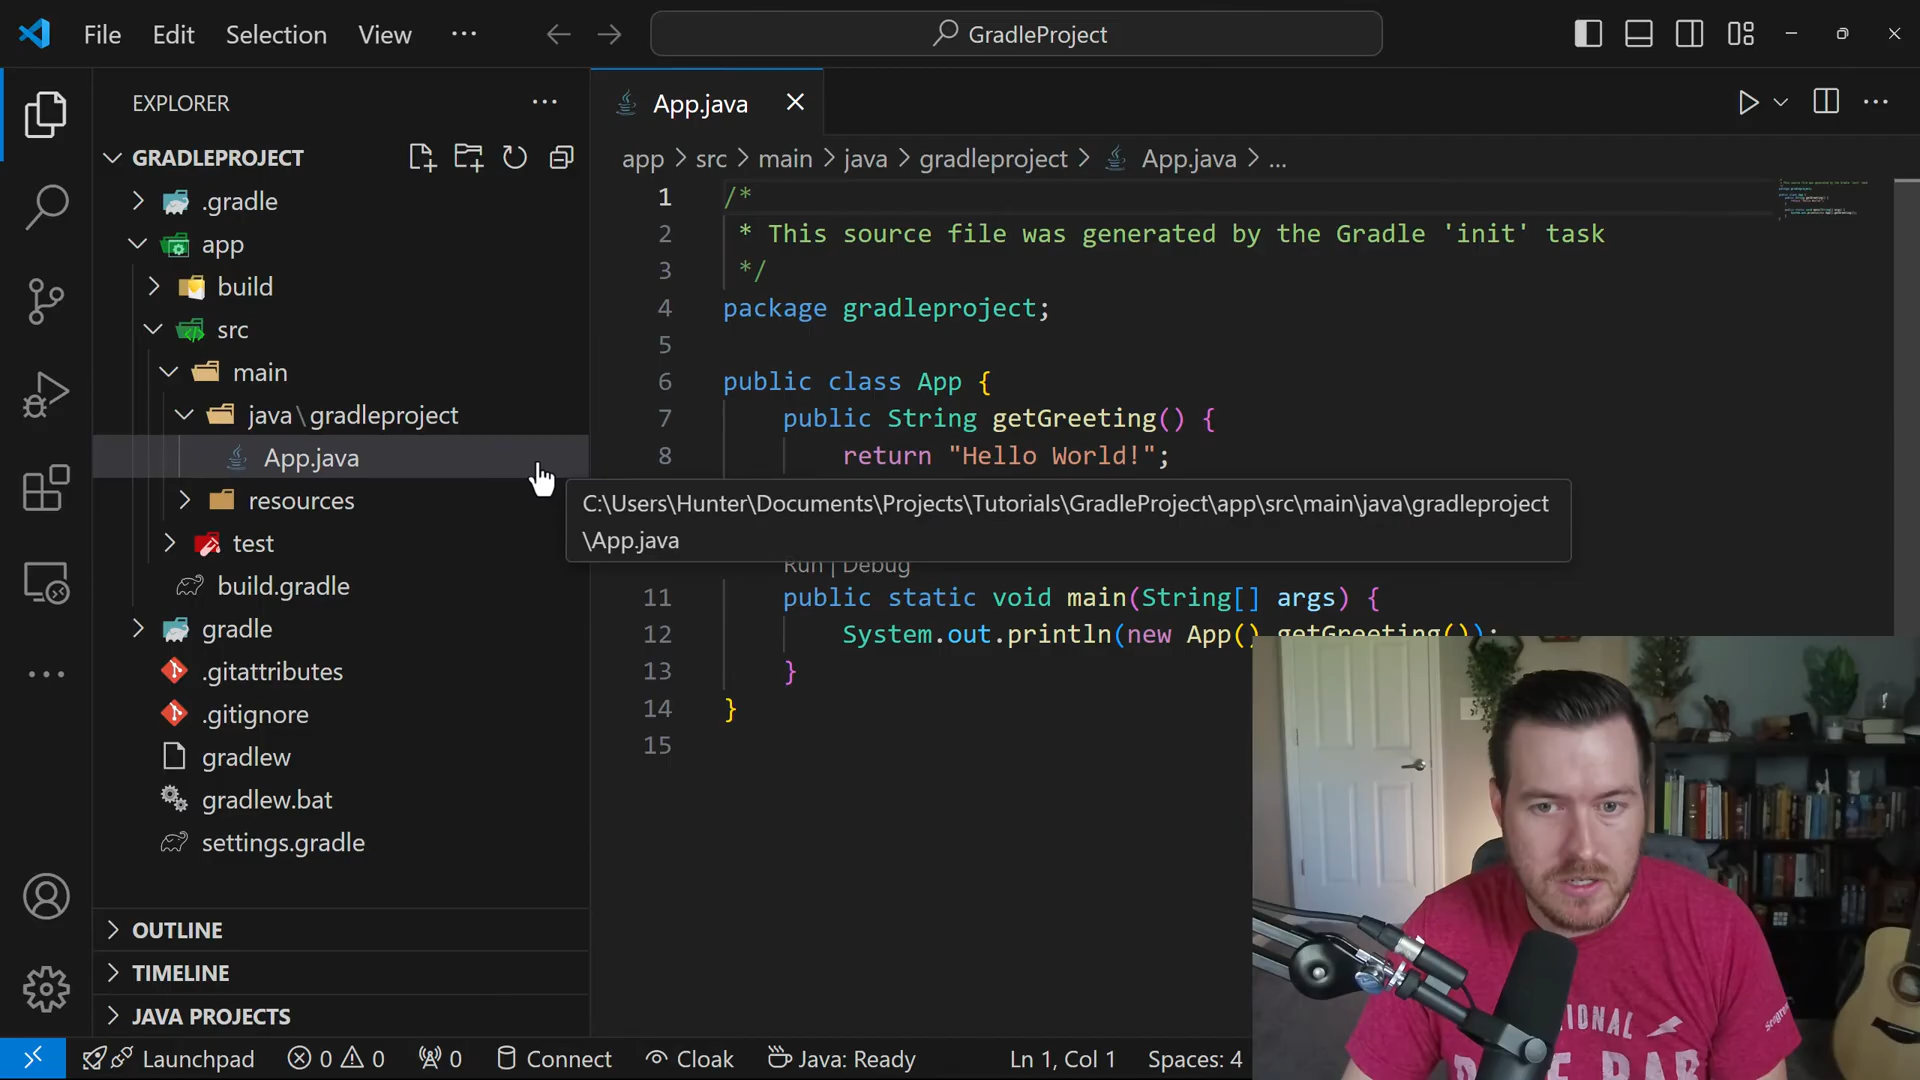 File Edit Selection View ··· GradleProject
EXPLORER ···
GRADLEPROJECT
.gradle
app
build
src
main
java\gradleproject
App.java
resources
test
build.gradle
gradle
.gitattributes
.gitignore
gradlew
gradlew.bat
settings.gradle
OUTLINE
TIMELINE
JAVA PROJECTS
App.java
app > src > main > java > gradleproject > App.java > ...
1 /*
2 * This source file was generated by the Gradle 'init' task
3 */
4 package gradleproject;
5
6 public class App {
7 public String getGreeting() {
8 return "Hello World!";
C:\Users\Hunter\Documents\Projects\Tutorials\GradleProject\app\src\main\java\gradleproject
\App.java
Run | Debug
11 public static void main(String[] args) {
12 System.out.println(new App().getGreeting());
13 }
14 }
15
Launchpad 0 0 0 Connect Cloak Java: Ready Ln 1, Col 1 Spaces: 4